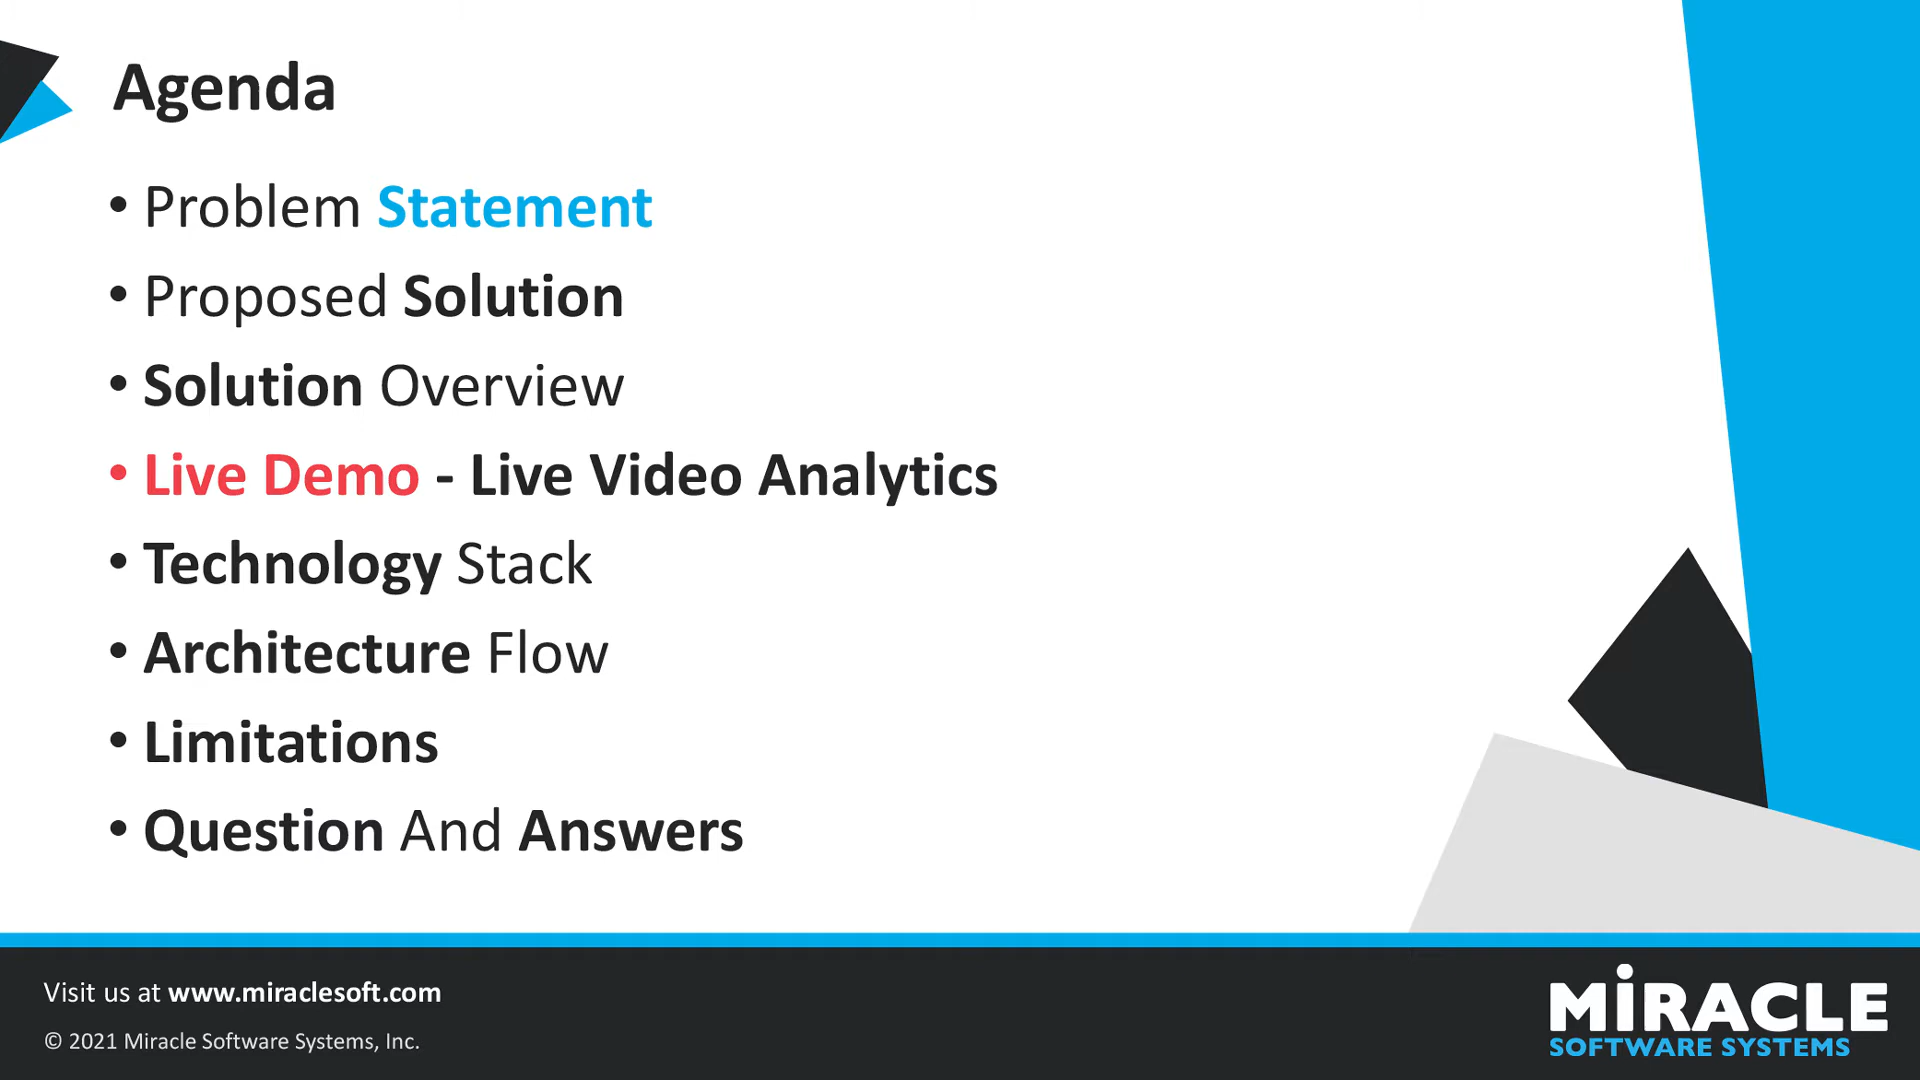 Agenda
• Problem Statement
• Proposed Solution
• Solution Overview
• Live Demo - Live Video Analytics
• Technology Stack
• Architecture Flow
• Limitations
• Question And Answers
Visit us at www.miraclesoft.com
© 2021 Miracle Software Systems, Inc.
MiRACLE
SOFTWARE SYSTEMS